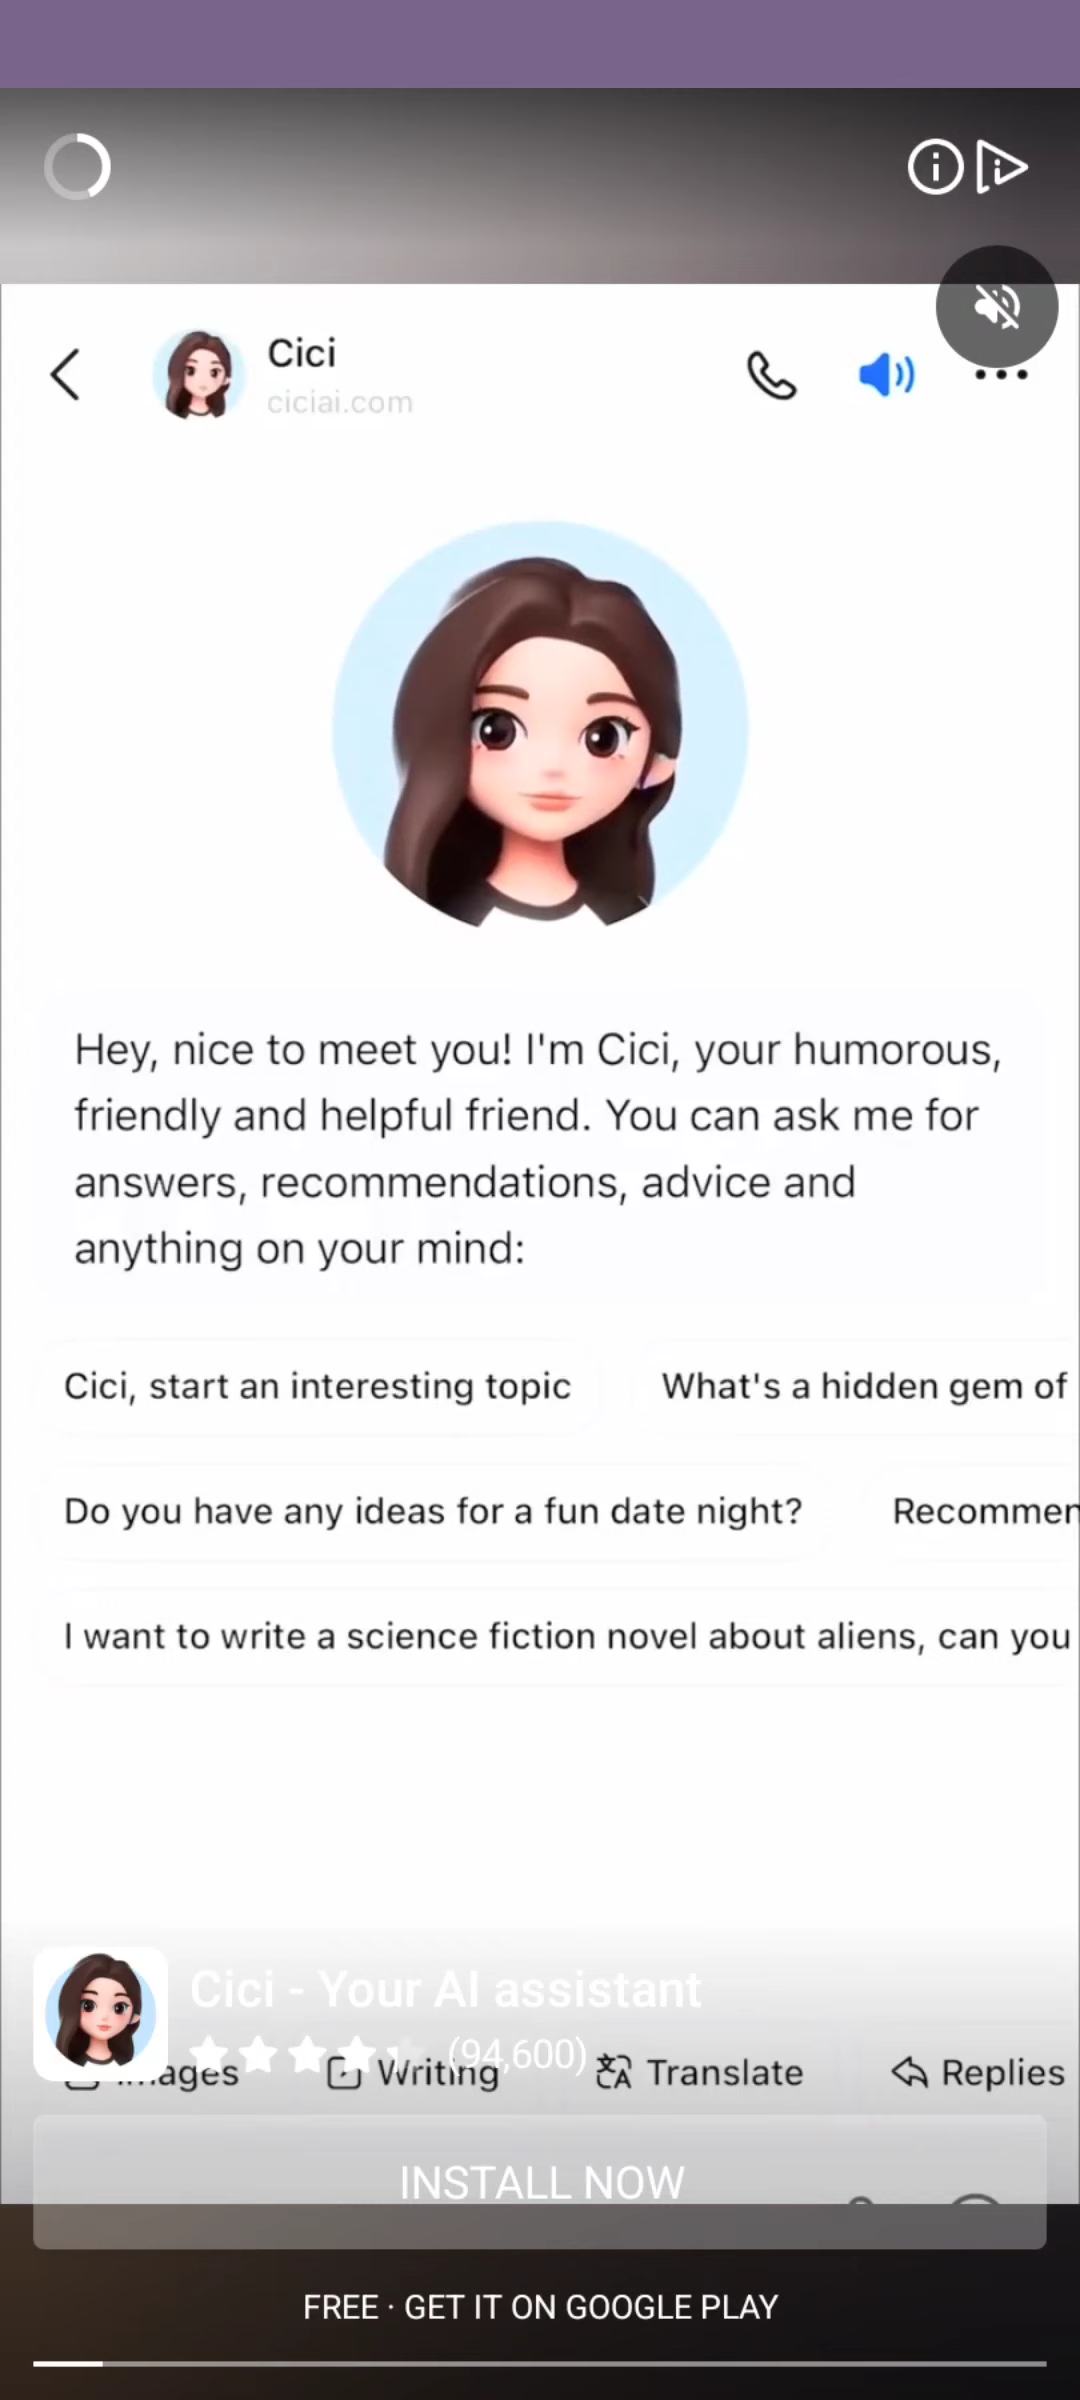 Cici
ciciai.com
Hey, nice to meet you! I'm Cici, your humorous,
friendly and helpful friend. You can ask me for
answers, recommendations, advice and
anything on your mind:
Cici, start an interesting topic
What's a hidden gem of
Do you have any ideas for a fun date night?
Recommen
I want to write a science fiction novel about aliens, can you
Cici - Your AI assistant
(94,600)
ages
Writing
Translate
Replies
INSTALL NOW
FREE · GET IT ON GOOGLE PLAY